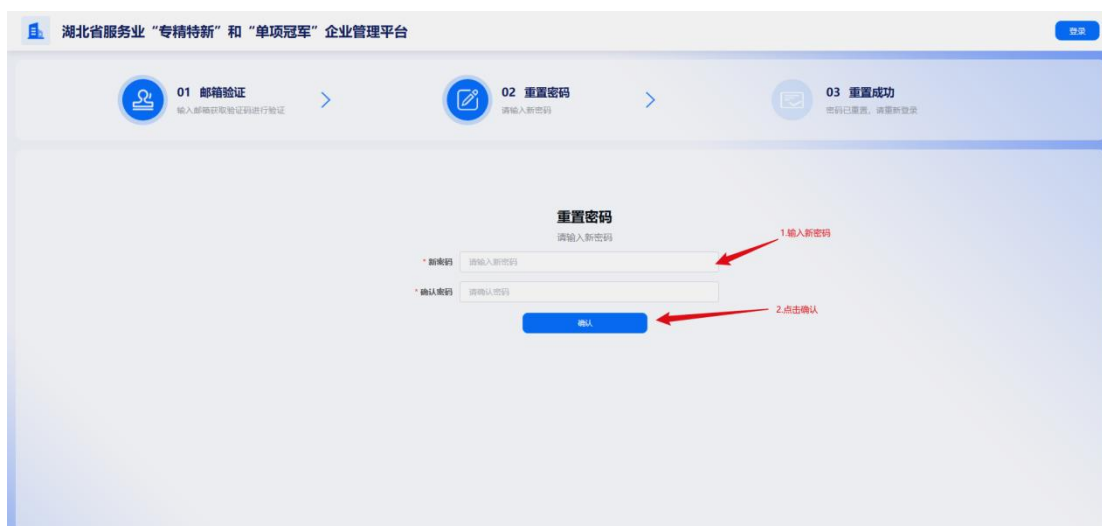 湖北省服务业“专精特新”和“单项冠军”企业管理平台
登录
01 邮箱验证
输入邮箱获取验证码进行验证
02 重置密码
请输入新密码
03 重置成功
密码已重置，请重新登录
重置密码
请输入新密码
1.输入新密码
* 新密码 请输入新密码
* 确认密码 请确认密码
2.点击确认
确认